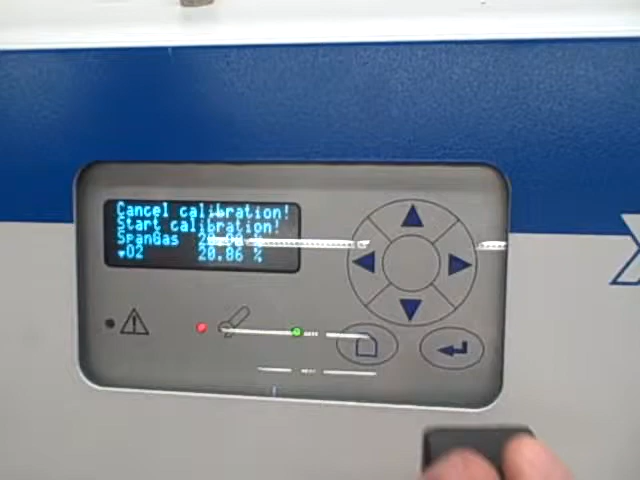 Cancel calibration!
Start calibration!
SpanGas
▾O2 20.86 %
X